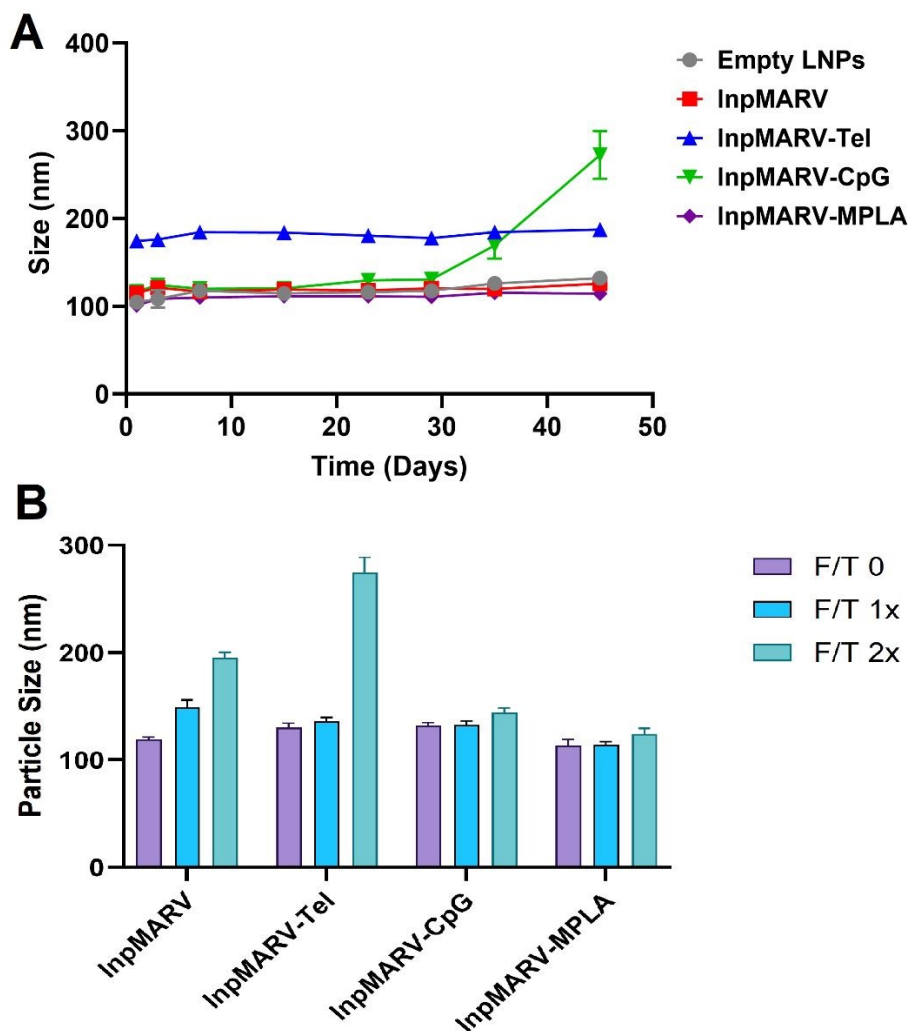 A
400
300
200
100
0
Size (nm)
0
10
20
30
40
50
Time (Days)
Empty LNPs
lnpMARV
lnpMARV-Tel
lnpMARV-CpG
lnpMARV-MPLA
B
300
200
100
0
Particle Size (nm)
lnpMARV
lnpMARV-Tel
lnpMARV-CpG
lnpMARV-MPLA
F/T 0
F/T 1x
F/T 2x